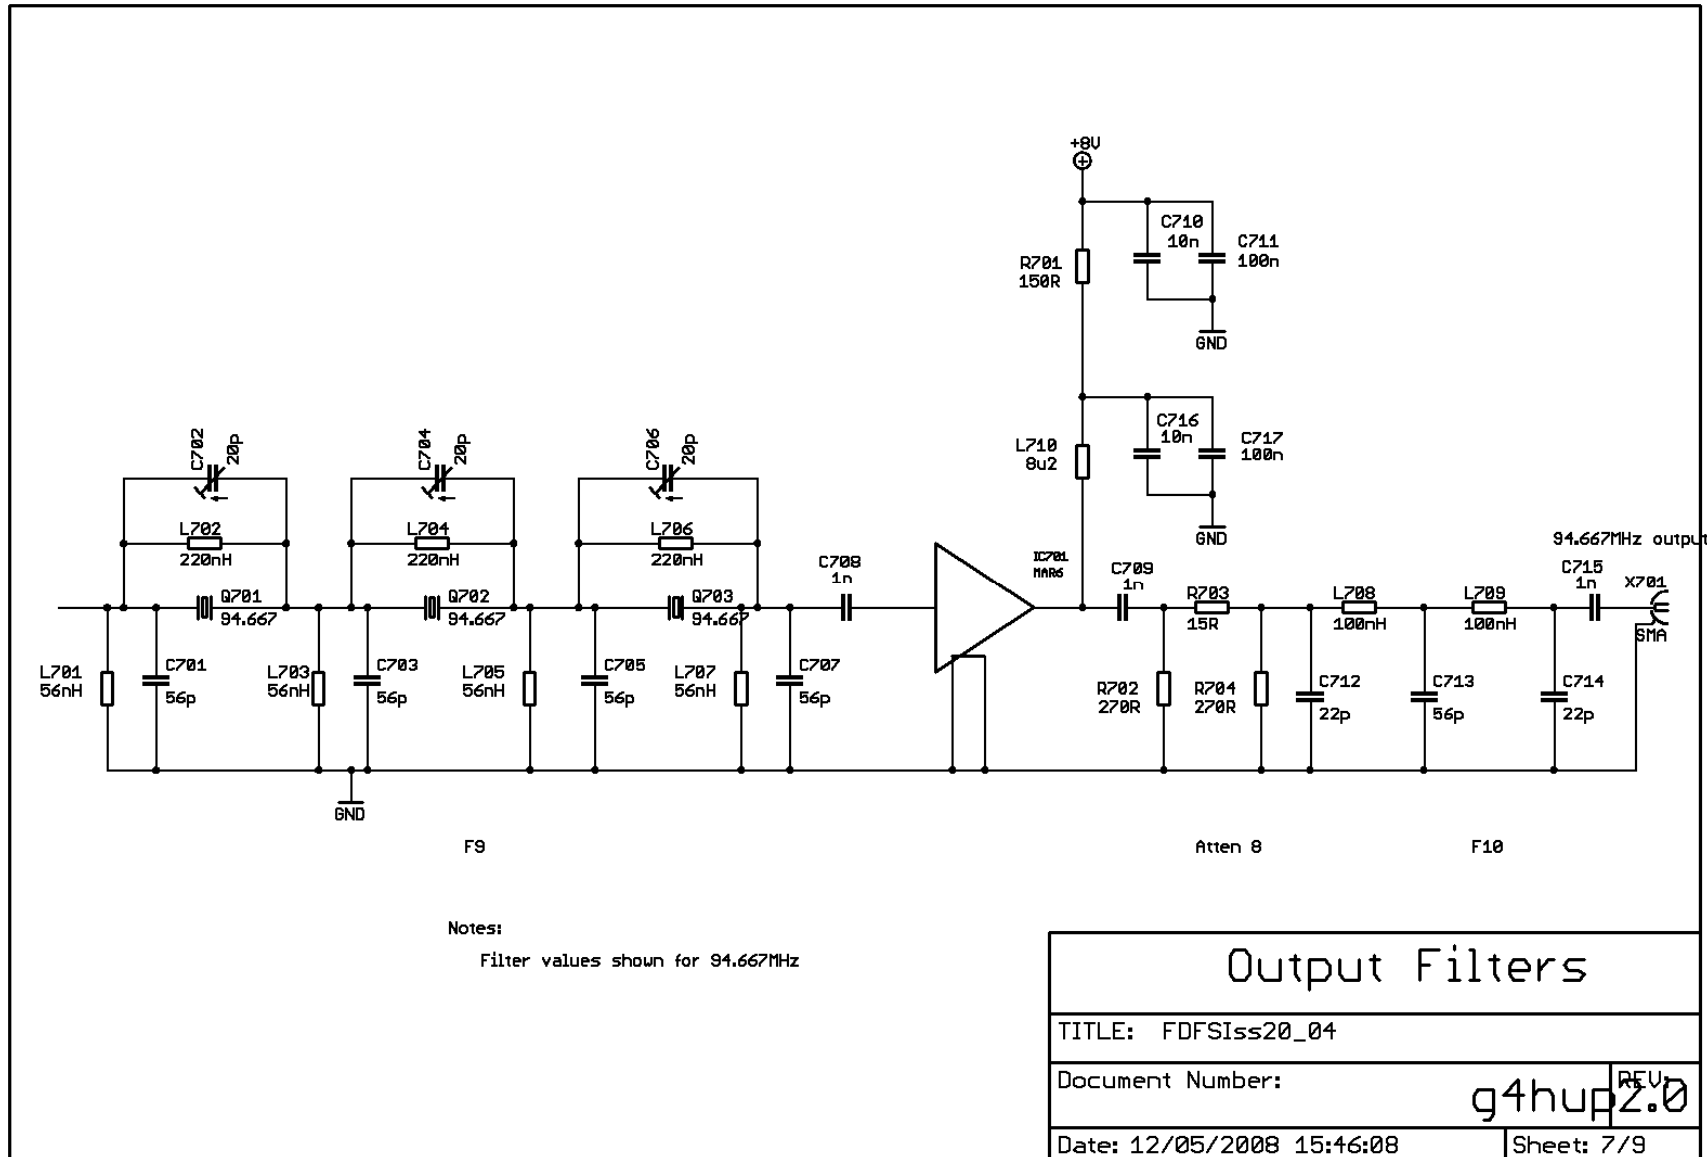 +8V
C710
10n
C711
100n
R701
150R
GND
C702
20p
C704
20p
C706
20p
C716
10n
C717
100n
L710
8u2
GND
L702
220nH
L704
220nH
L706
220nH
C708
1n
IC701
MAR6
C709
1n
94.667MHz output
C715
1n
X701
SMA
Q701
94.667
Q702
94.667
Q703
94.667
R703
15R
L708
100nH
L709
100nH
L701
56nH
C701
56p
L703
56nH
C703
56p
L705
56nH
C705
56p
L707
56nH
C707
56p
R702
270R
R704
270R
C712
22p
C713
56p
C714
22p
GND
F9
Atten 8
F10
Notes:
Filter values shown for 94.667MHz
Output Filters
TITLE: FDFSIss20_04
Document Number:
g4hup
REV:
2.0
Date: 12/05/2008 15:46:08
Sheet: 7/9